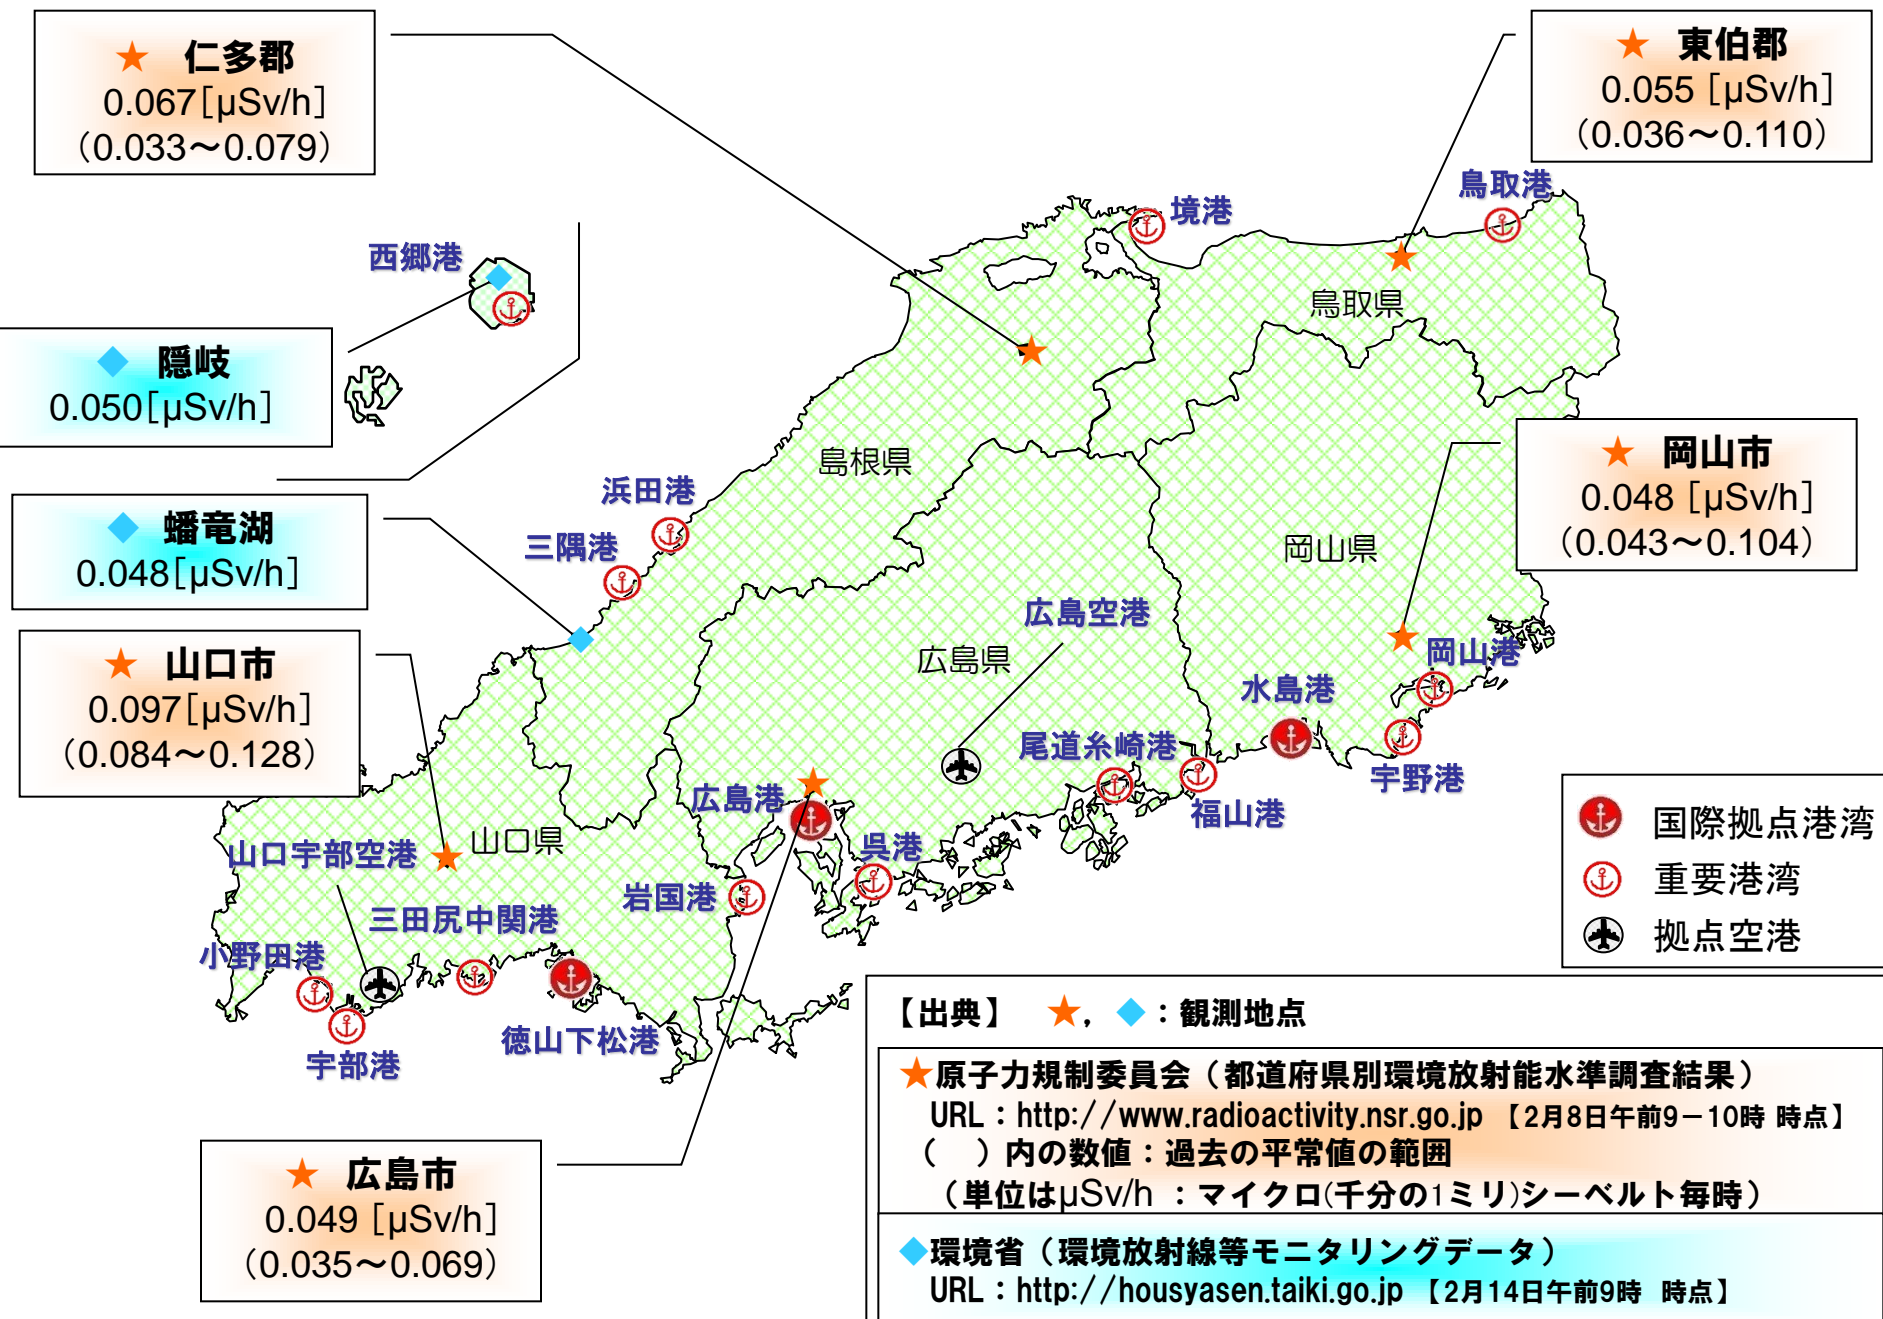 ★ 仁多郡
0.067[μSv/h]
（0.033～0.079）
★ 東伯郡
0.055 [μSv/h]
（0.036～0.110）
鳥取港
境港
西郷港
鳥取県
◆ 隠岐
0.050[μSv/h]
島根県
★ 岡山市
0.048 [μSv/h]
（0.043～0.104）
浜田港
三隅港
◆ 蟠竜湖
0.048[μSv/h]
岡山県
広島空港
広島県
★ 山口市
0.097[μSv/h]
（0.084～0.128）
岡山港
水島港
尾道糸崎港
宇野港
広島港
福山港
山口県
山口宇部空港
呉港
岩国港
三田尻中関港
小野田港
徳山下松港
宇部港
国際拠点港湾
重要港湾
拠点空港
★ 広島市
0.049 [μSv/h]
（0.035～0.069）
【出典】 ★，◆：観測地点
★原子力規制委員会（都道府県別環境放射能水準調査結果）
URL：http://www.radioactivity.nsr.go.jp 【2月8日午前9－10時 時点】
（ ）内の数値：過去の平常値の範囲
（単位はμSv/h ：マイクロ(千分の1ミリ)シーベルト毎時）
◆環境省（環境放射線等モニタリングデータ）
URL：http://housyasen.taiki.go.jp 【2月14日午前9時 時点】